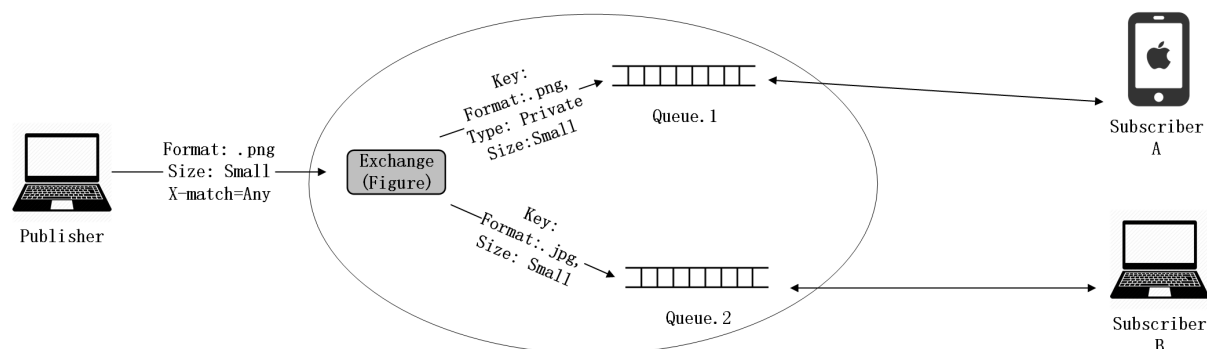 Format: .png
Size: Small
X-match=Any
Publisher
Exchange
(Figure)
Key:
Format:.png,
Type: Private
Size:Small
Key:
Format:.jpg,
Size: Small
Queue.1
Queue.2
Subscriber
A
Subscriber
B